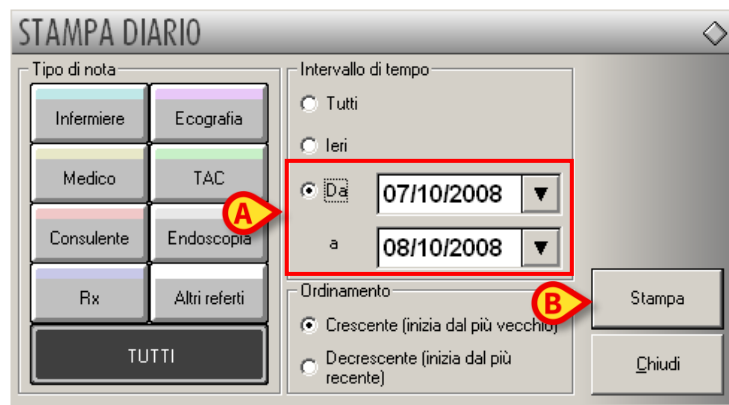 STAMPA DIARIO
Tipo di nota
Infermiere
Ecografia
Medico
TAC
Consulente
Endoscopia
Rx
Altri referti
TUTTI
Intervallo di tempo
Tutti
Ieri
Da
07/10/2008
a
08/10/2008
A
Ordinamento
Crescente (inizia dal più vecchio)
Decrescente (inizia dal più
recente)
B
Stampa
Chiudi